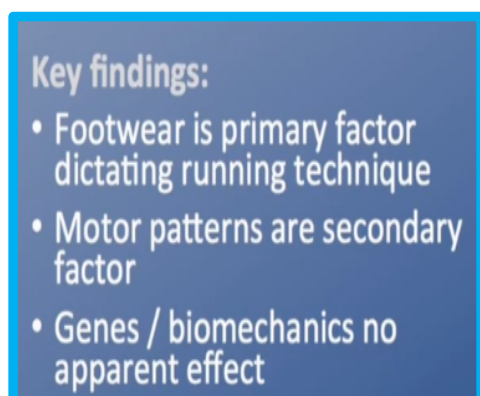 Key findings:
• Footwear is primary factor
dictating running technique
• Motor patterns are secondary
factor
• Genes / biomechanics no
apparent effect